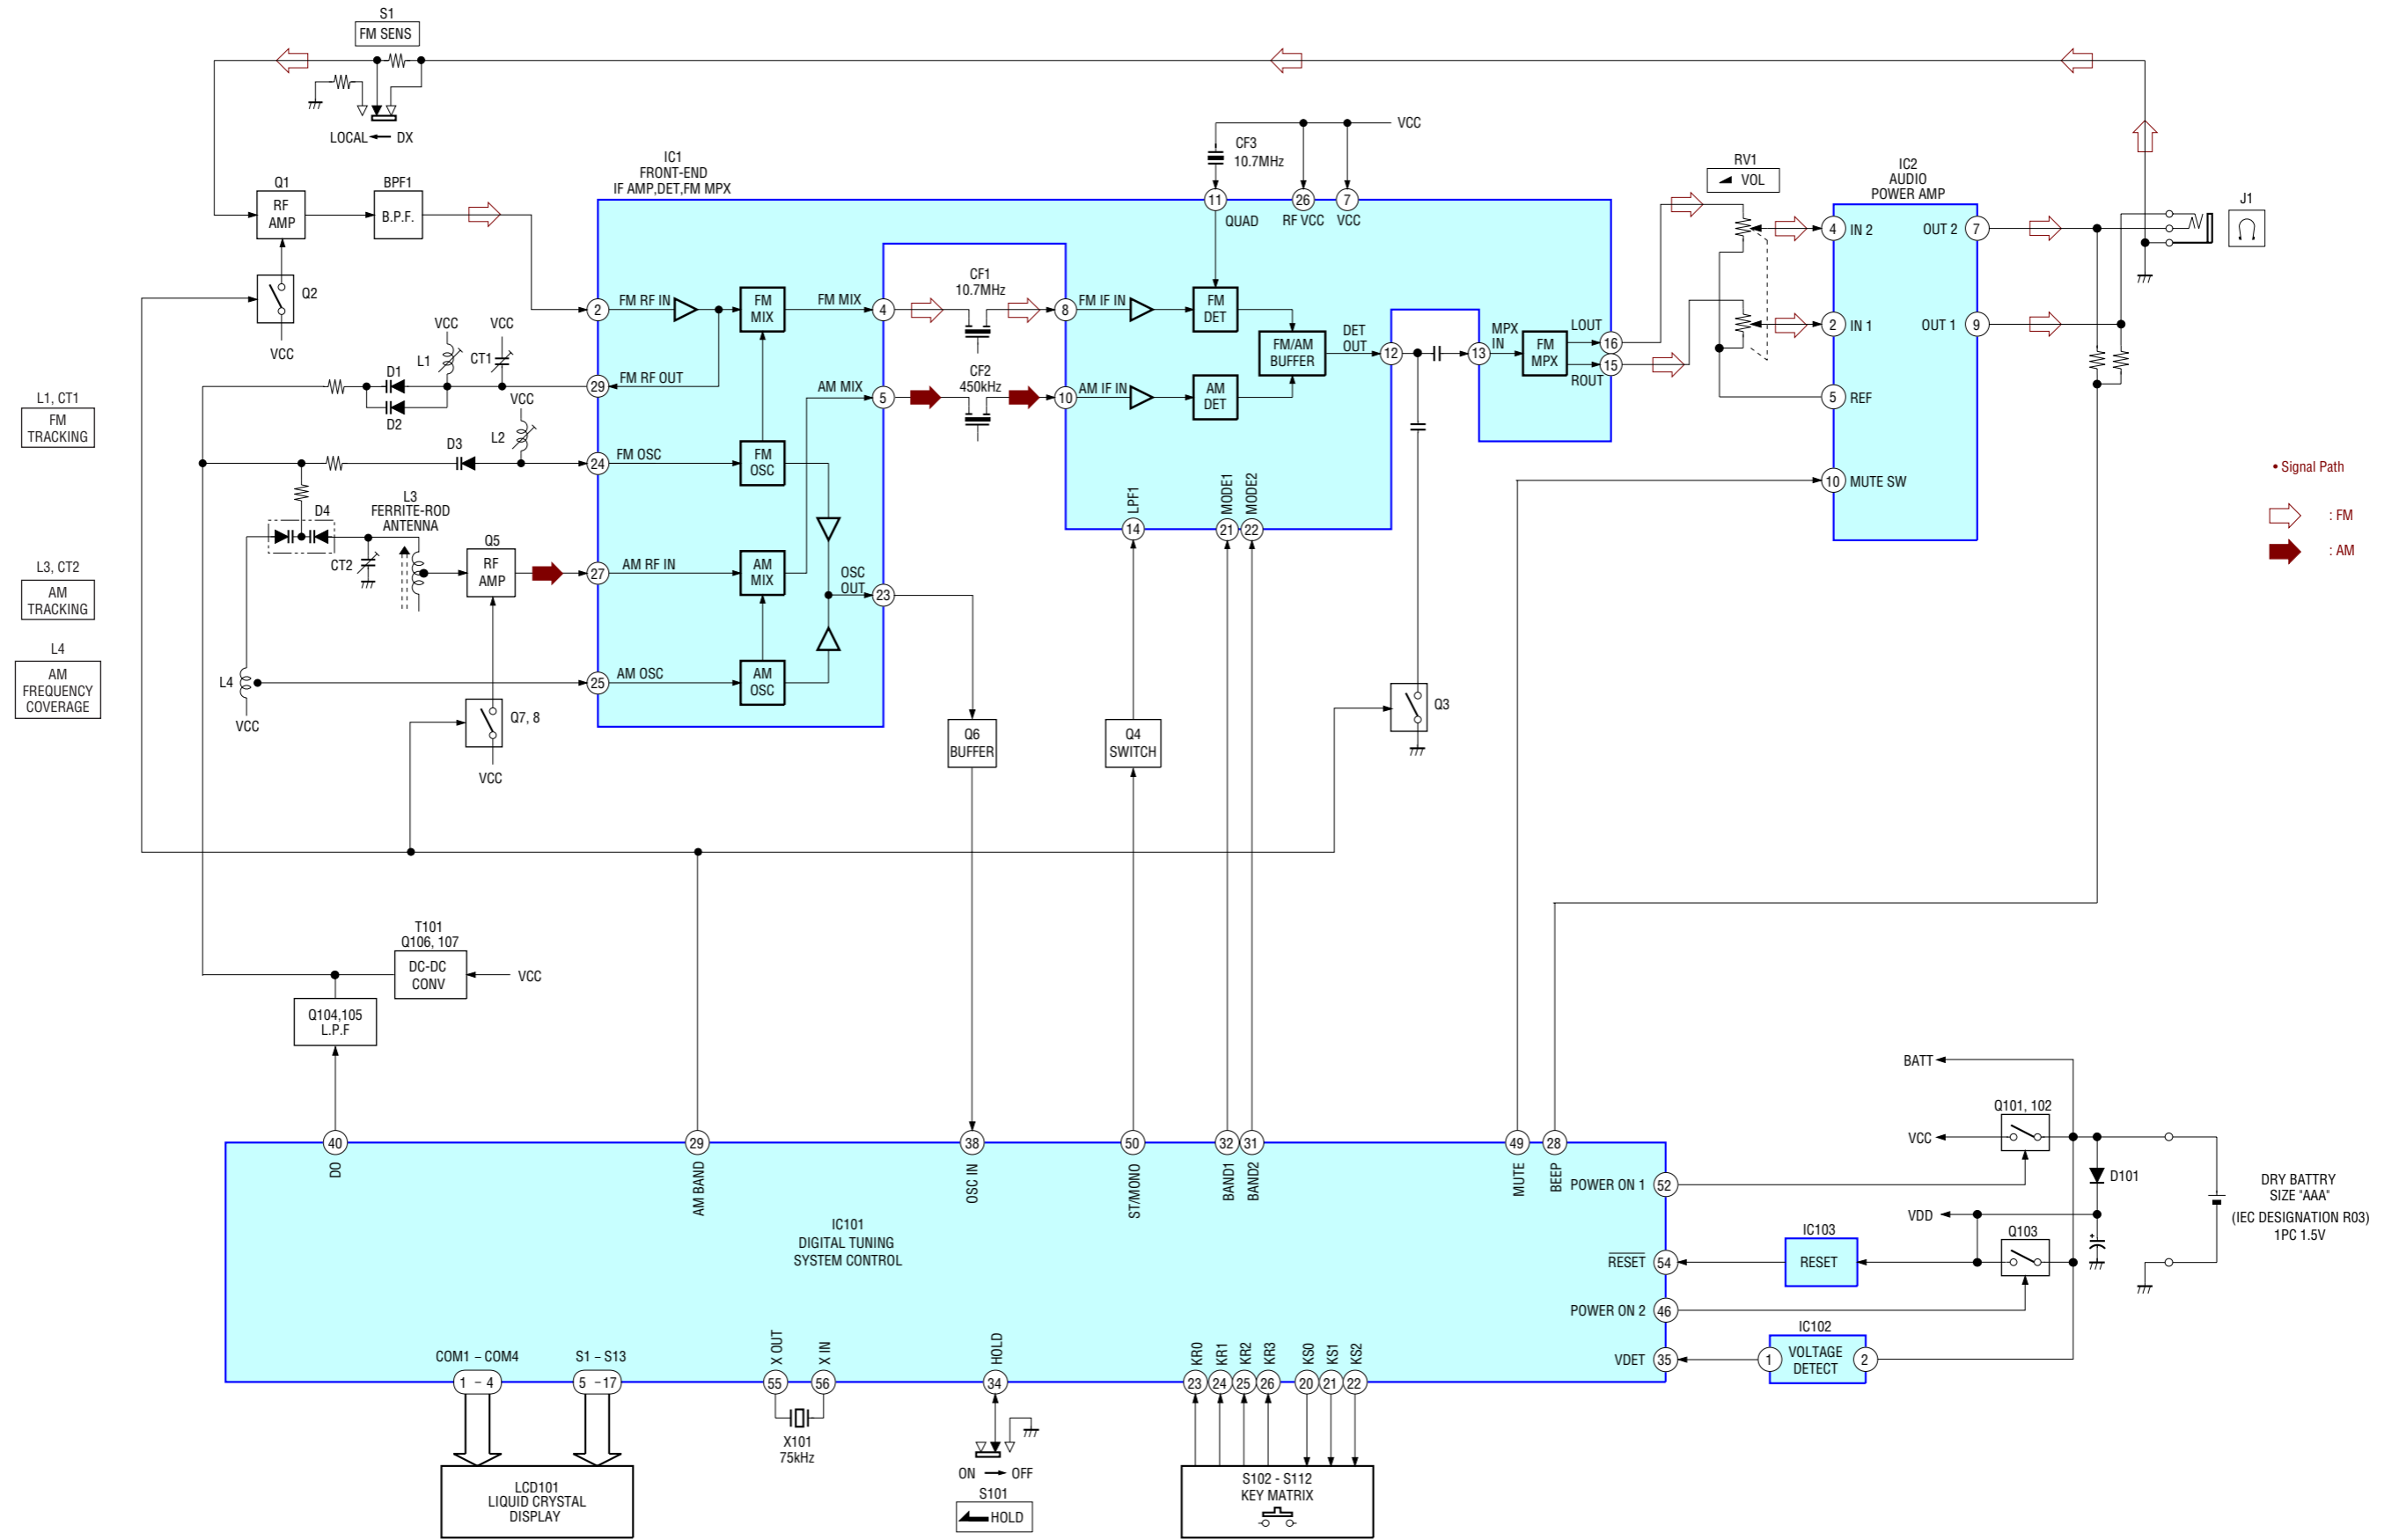 S1
FM SENS
LOCAL
DX
Q1
RF
AMP
BPF1
B.P.F.
Q2
VCC
IC1
FRONT-END
IF AMP,DET,FM MPX
CF3
10.7MHz
VCC
11
26
7
QUAD
RF VCC
VCC
RV1
VOL
IC2
AUDIO
POWER AMP
J1
4
IN 2
OUT 2
7
2
IN 1
OUT 1
9
5
REF
10
MUTE SW
2
FM RF IN
FM
MIX
FM MIX
4
CF1
10.7MHz
8
FM IF IN
FM
DET
FM/AM
BUFFER
DET
OUT
12
13
MPX
IN
FM
MPX
LOUT
16
15
ROUT
VCC
VCC
L1
CT1
D1
D2
29
FM RF OUT
AM MIX
5
CF2
450kHz
10
AM IF IN
AM
DET
L1, CT1
FM
TRACKING
VCC
L2
D3
24
FM OSC
FM
OSC
L3
FERRITE-ROD
ANTENNA
D4
CT2
Q5
RF
AMP
27
AM RF IN
AM
MIX
OSC
OUT
23
LPF1
MODE1
MODE2
14
21
22
• Signal Path
: FM
: AM
L3, CT2
AM
TRACKING
L4
AM
FREQUENCY
COVERAGE
L4
VCC
25
AM OSC
AM
OSC
Q7, 8
VCC
Q6
BUFFER
Q4
SWITCH
Q3
T101
Q106, 107
DC-DC
CONV
VCC
Q104,105
L.P.F
BATT
Q101, 102
VCC
D101
VDD
Q103
DRY BATTRY
SIZE "AAA"
(IEC DESIGNATION R03)
1PC 1.5V
40
29
38
50
32
31
49
28
DO
AM BAND
OSC IN
ST/MONO
BAND1
BAND2
MUTE
BEEP
POWER ON 1
52
IC101
DIGITAL TUNING
SYSTEM CONTROL
RESET
54
IC103
RESET
POWER ON 2
46
IC102
VDET
35
1
VOLTAGE
DETECT
2
COM1 – COM4
S1 – S13
X OUT
X IN
HOLD
KR0
KR1
KR2
KR3
KS0
KS1
KS2
1 – 4
5 –17
55
56
34
23
24
25
26
20
21
22
X101
75kHz
ON
OFF
S101
HOLD
LCD101
LIQUID CRYSTAL
DISPLAY
S102 - S112
KEY MATRIX